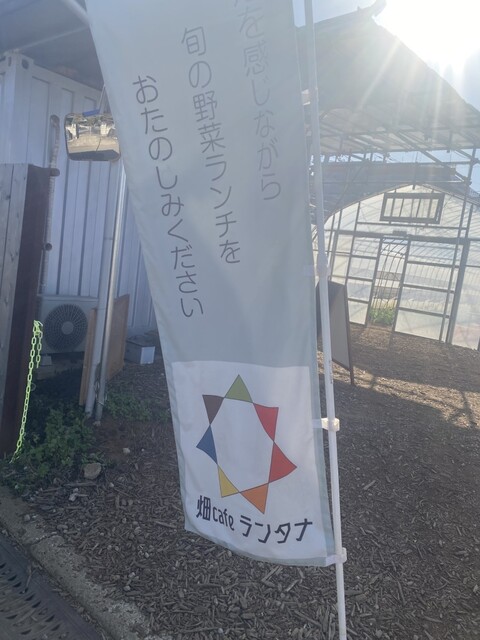 を感じながら
旬の野菜ランチを
おたのしみください
畑cafe ランタナ